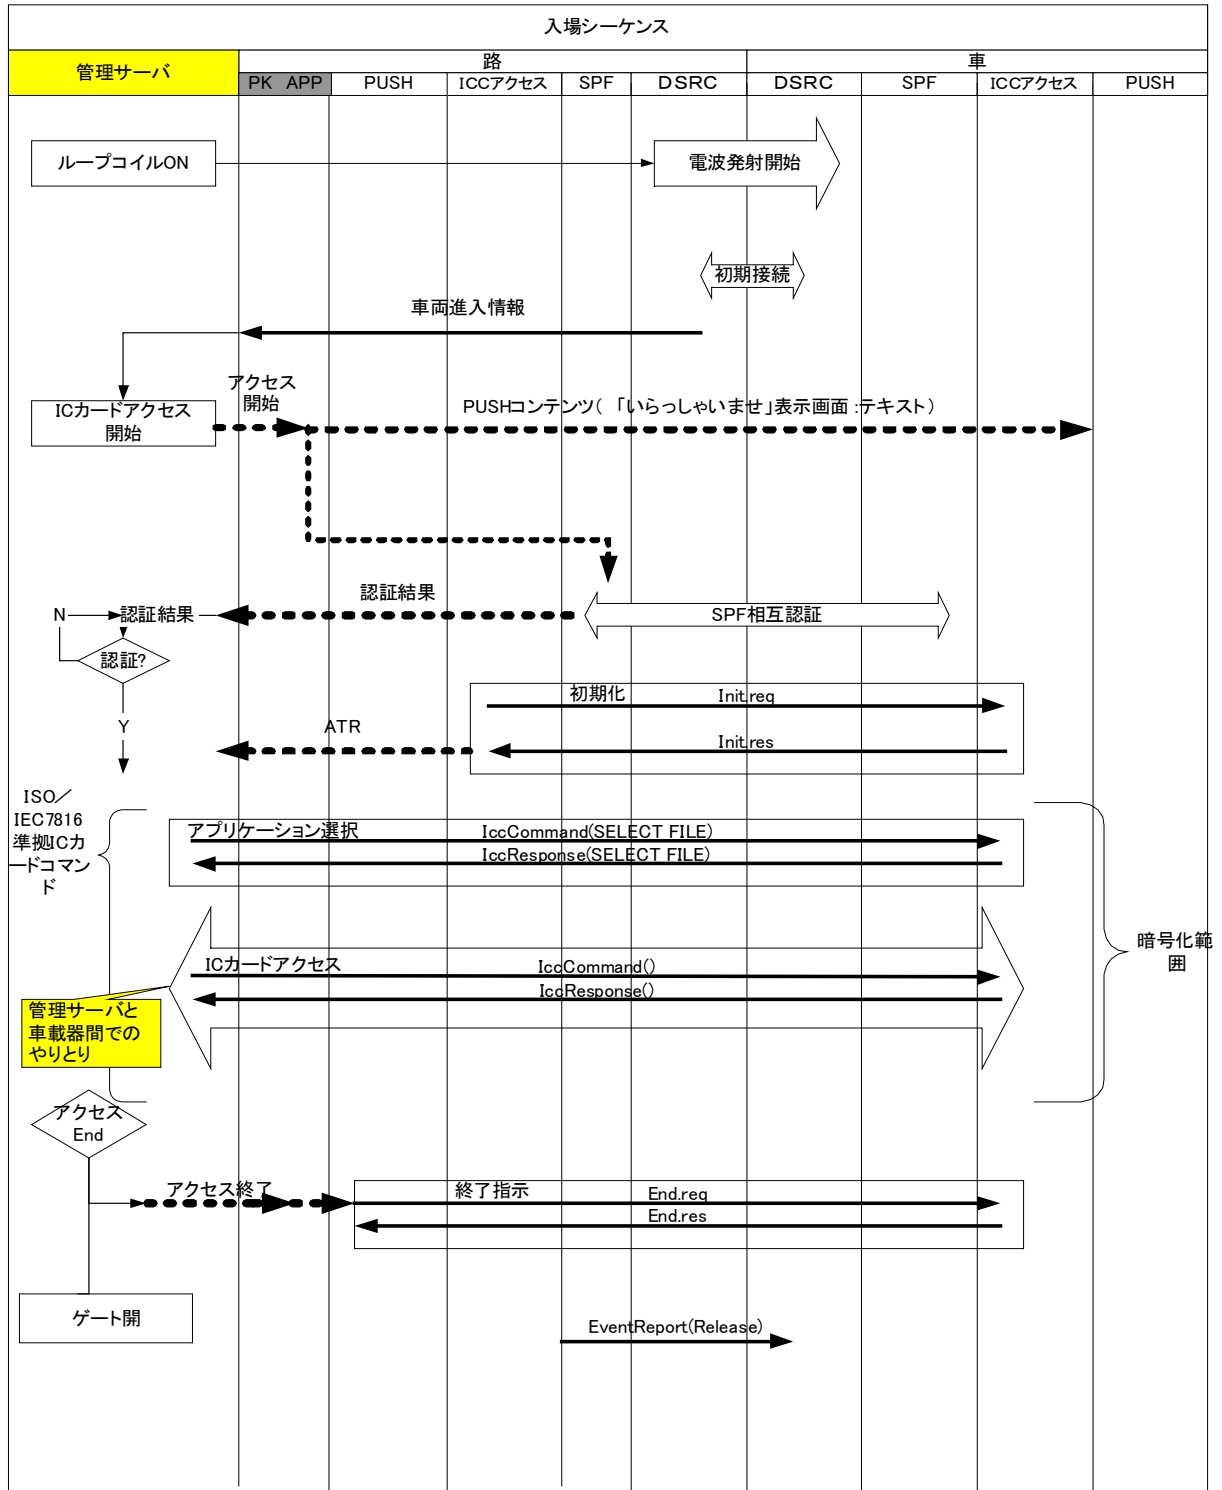 入場シーケンス
管理サーバ
路
車
PK APP
PUSH
ICCアクセス
SPF
DSRC
DSRC
SPF
ICCアクセス
PUSH
ループコイルON
電波発射開始
初期接続
車両進入情報
アクセス
開始
ICカードアクセス
開始
PUSHコンテンツ( 「いらっしゃいませ」表示画面:テキスト)
認証結果
N
認証結果
SPF相互認証
認証?
初期化
Init.req
Y
ATR
Init.res
ISO/
IEC7816
準拠ICカ
ードコマン
ド
アプリケーション選択
IccCommand(SELECT FILE)
IccResponse(SELECT FILE)
暗号化範
囲
ICカードアクセス
IccCommand()
IccResponse()
管理サーバと
車載器間での
やりとり
アクセス
End
アクセス終了
終了指示
End.req
End.res
ゲート開
EventReport(Release)